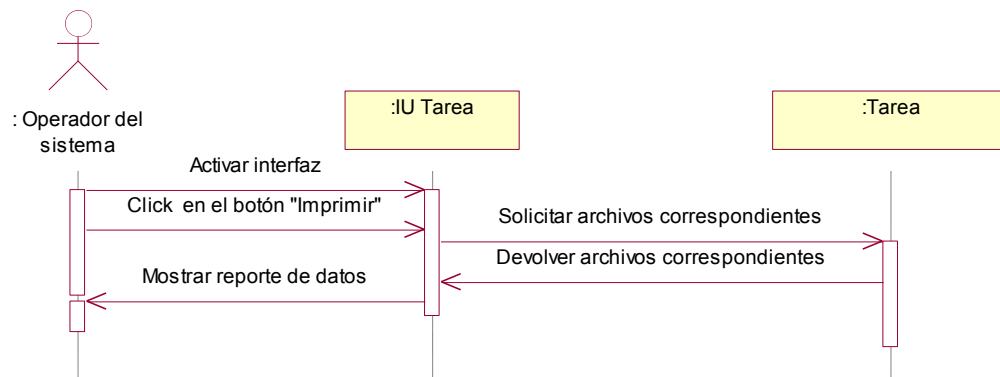 : Operador del
sistema
:IU Tarea
:Tarea
Activar interfaz
Click en el botón "Imprimir"
Solicitar archivos correspondientes
Devolver archivos correspondientes
Mostrar reporte de datos